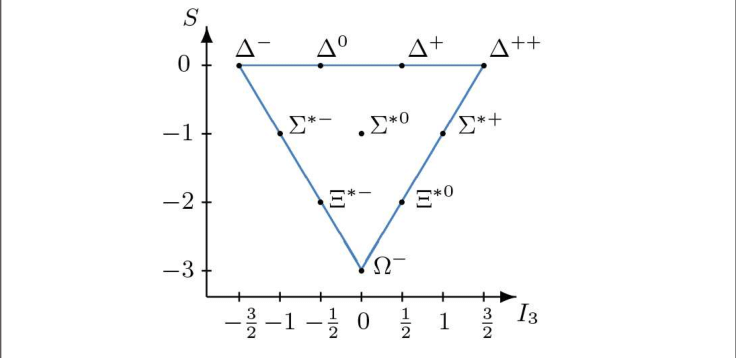 S
Δ⁻ Δ⁰ Δ⁺ Δ⁺⁺
0
−1 Σ*⁻ Σ*⁰ Σ*⁺
−2 Ξ*⁻ Ξ*⁰
−3 Ω⁻
−3/2 −1 −1/2 0 1/2 1 3/2 I₃